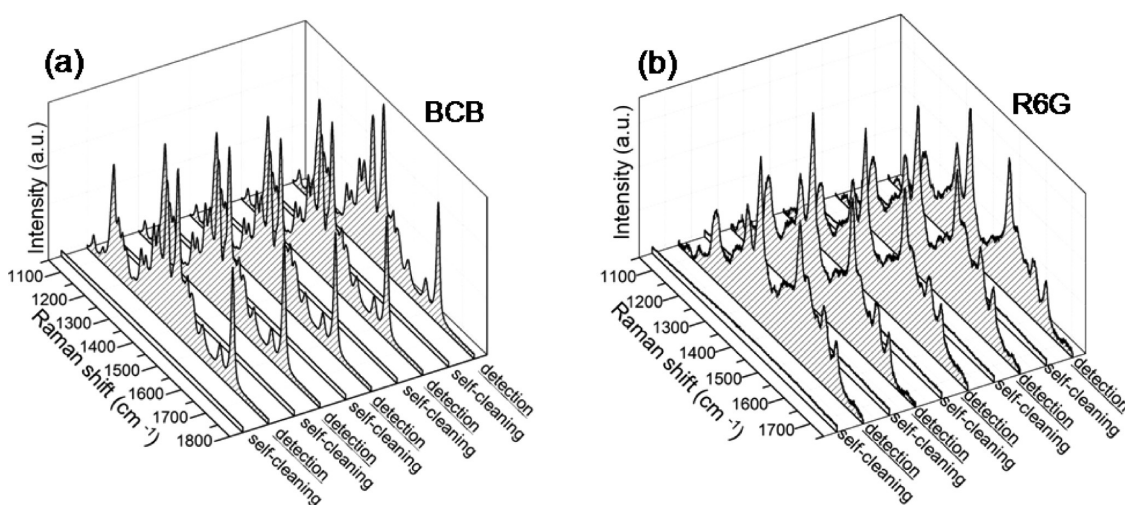 (a)
BCB
Intensity (a.u.)
1100
1200
1300
1400
1500
1600
1700
1800
Raman shift (cm -1)
self-cleaning
detection
self-cleaning
detection
self-cleaning
detection
self-cleaning
detection
self-cleaning
detection
(b)
R6G
Intensity (a.u.)
1100
1200
1300
1400
1500
1600
1700
Raman shift (cm -1)
self-cleaning
detection
self-cleaning
detection
self-cleaning
detection
self-cleaning
detection
self-cleaning
detection